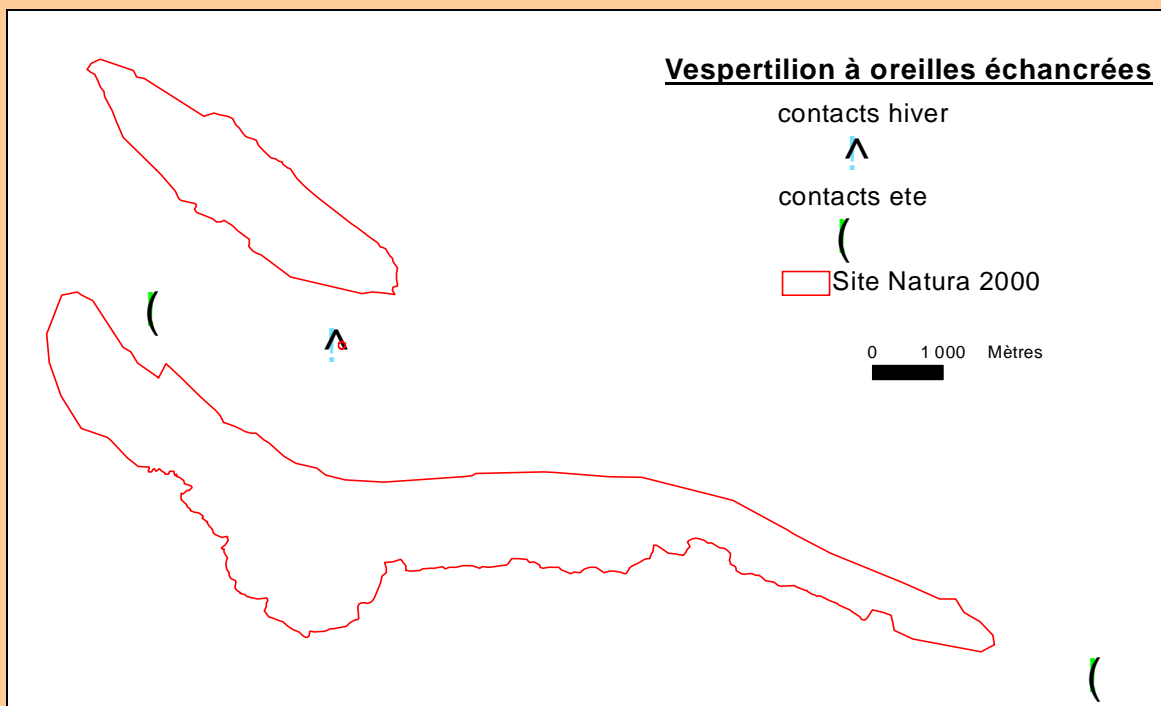 Vespertilion à oreilles échancrées
contacts hiver
contacts ete
Site Natura 2000
0 1 000 Mètres